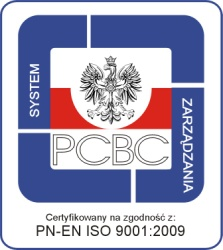 SYSTEM
ZARZĄDZANIA
PCBC
Certyfikowany na zgodność z:
PN-EN ISO 9001:2009